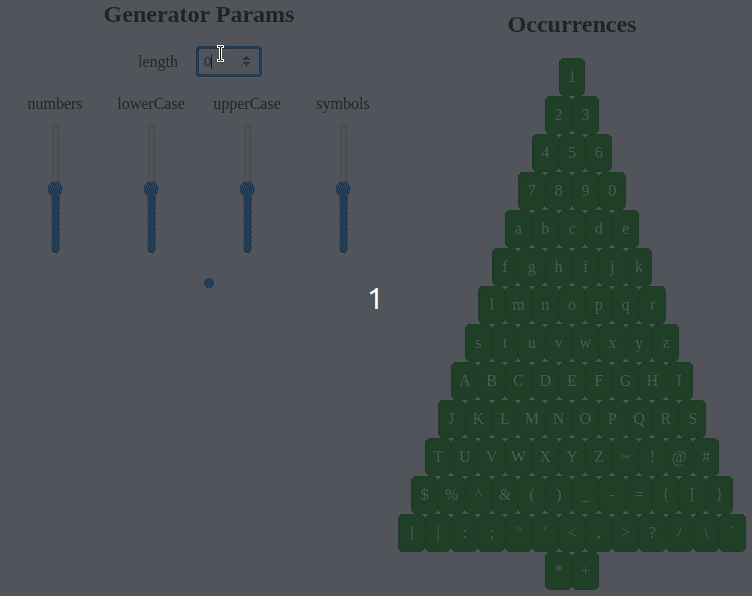 Generator Params
length 0
numbers lowerCase upperCase symbols
1
Occurrences
1
2 3
4 5 6
7 8 9 0
a b c d e
f g h i j k
l m n o p q r
s t u v w x y z
A B C D E F G H I
J K L M N O P Q R S
T U V W X Y Z ~ ! @ #
$ % ^ & ( ) _ - = { [ }
] | : ; " ' < , > ? / \ `
* +